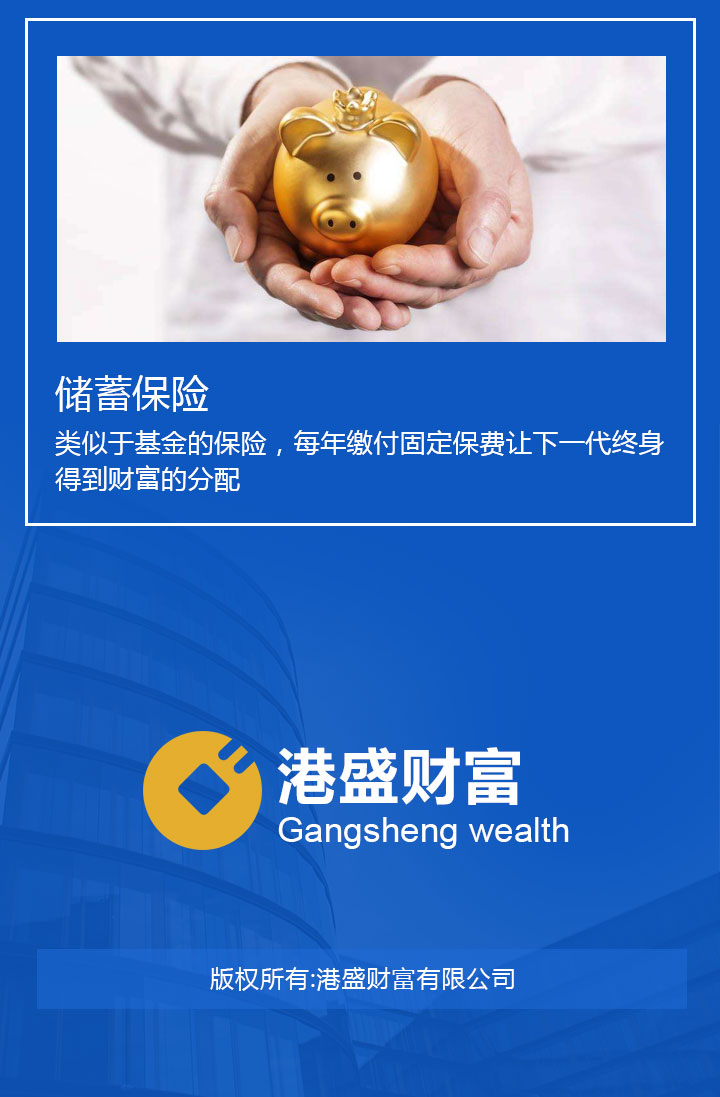 储蓄保险
类似于基金的保险，每年缴付固定保费让下一代终身
得到财富的分配
港盛财富
Gangsheng wealth
版权所有:港盛财富有限公司